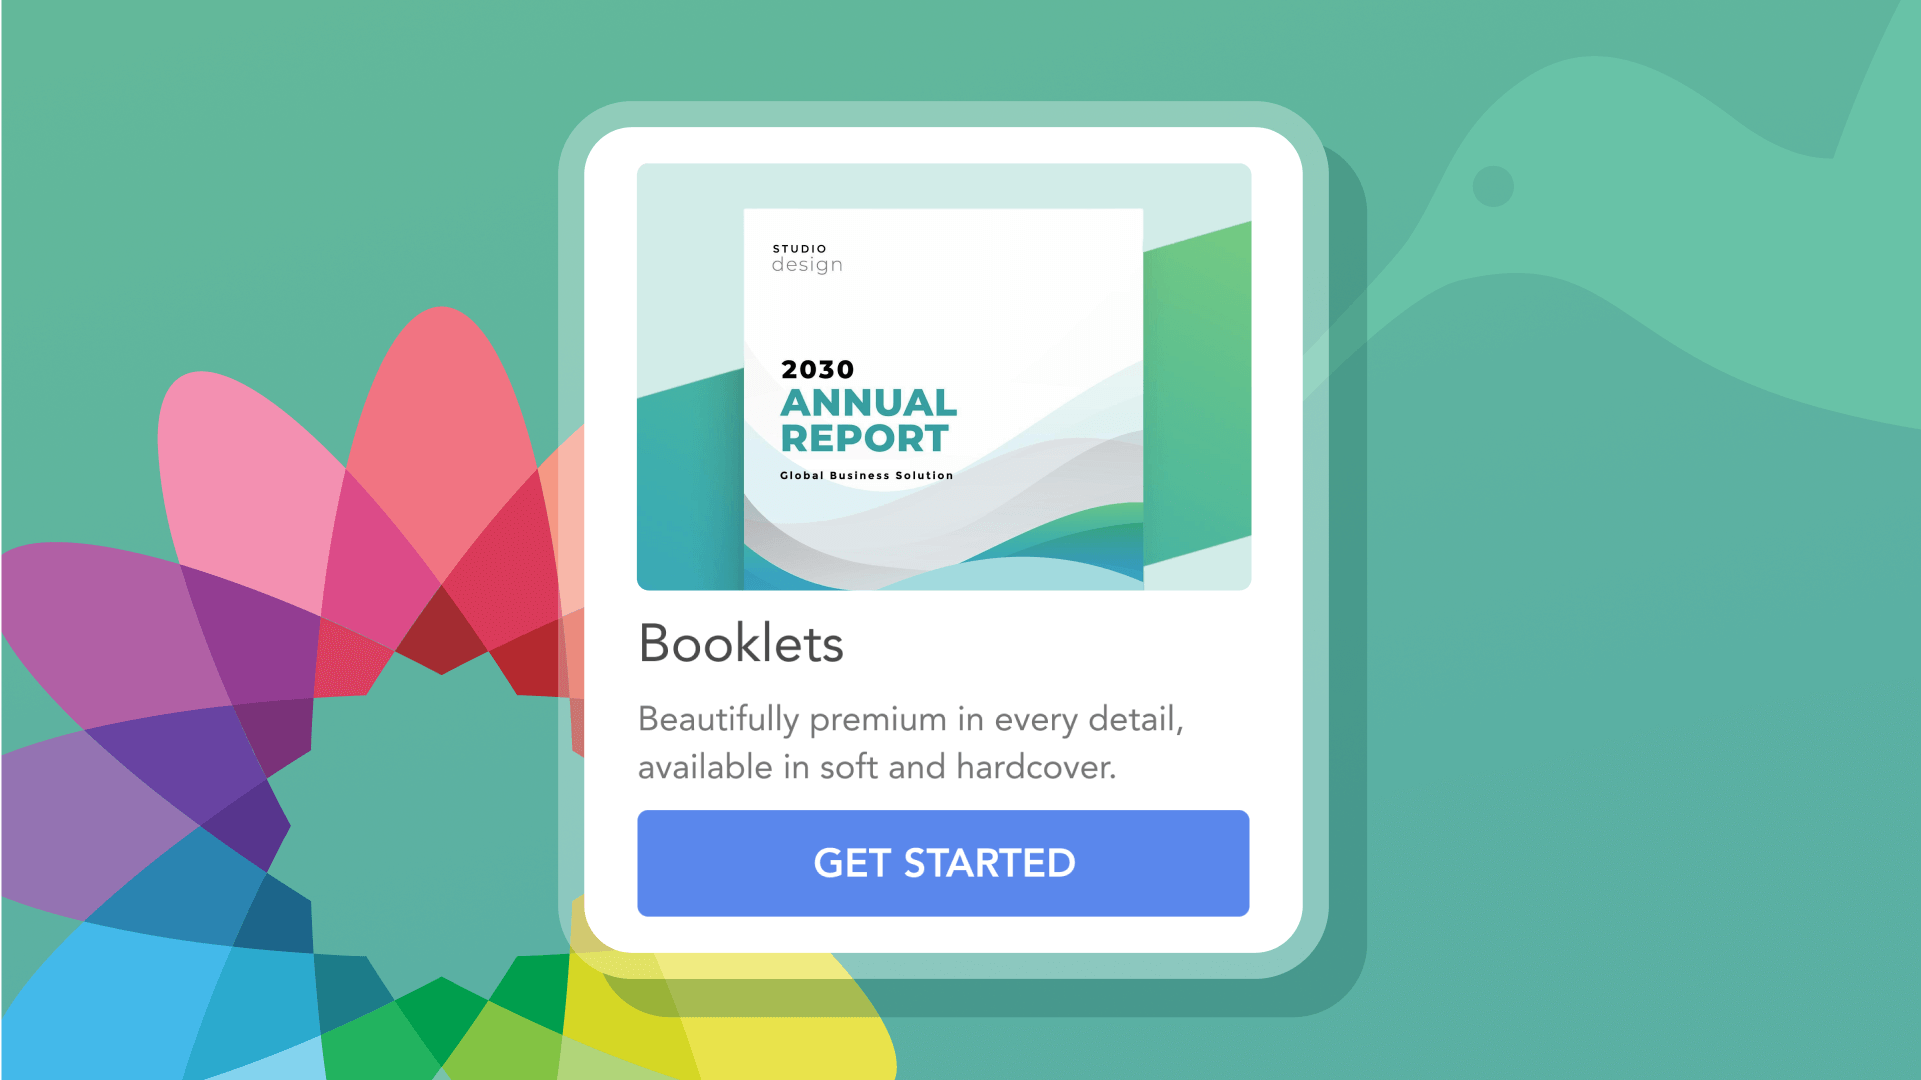 STUDIO
design
2030
ANNUAL
REPORT
Global Business Solution
Booklets
Beautifully premium in every detail,
available in soft and hardcover.
GET STARTED